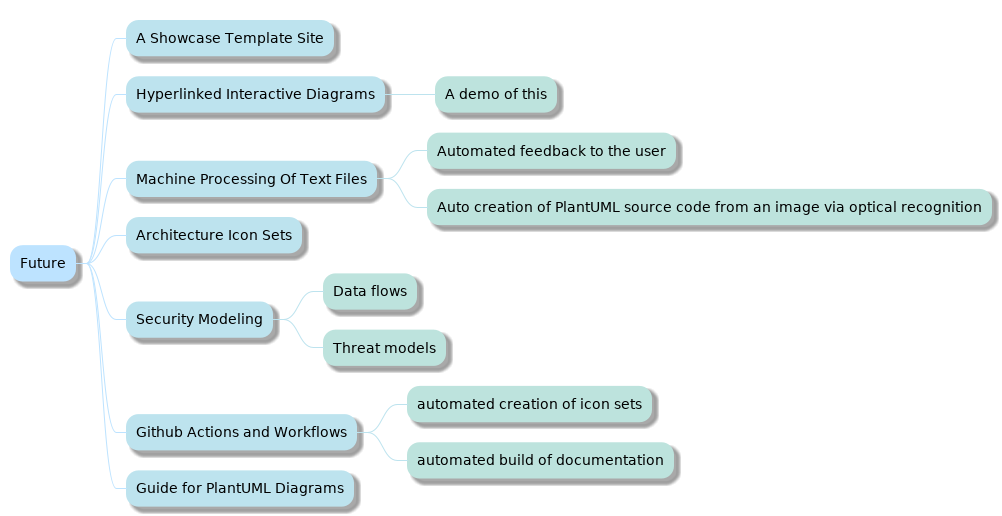 Future
A Showcase Template Site
Hyperlinked Interactive Diagrams
A demo of this
Machine Processing Of Text Files
Automated feedback to the user
Auto creation of PlantUML source code from an image via optical recognition
Architecture Icon Sets
Security Modeling
Data flows
Threat models
Github Actions and Workflows
automated creation of icon sets
automated build of documentation
Guide for PlantUML Diagrams